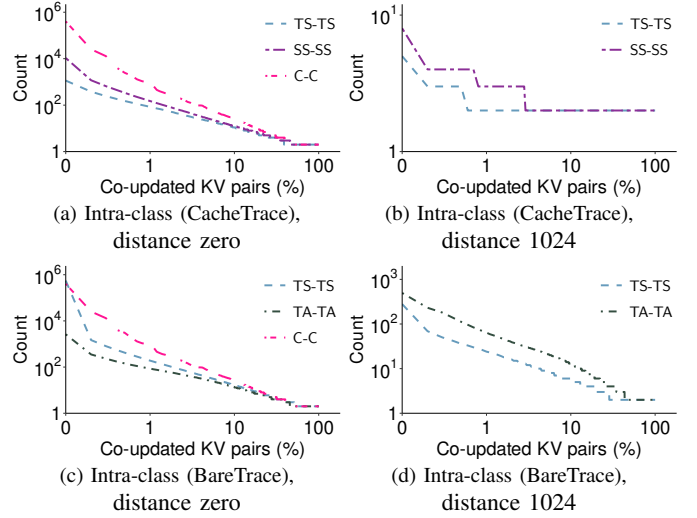 10^6
10^4
10^2
1
Count
TS-TS
SS-SS
C-C
0
1
10
100
Co-updated KV pairs (%)
(a) Intra-class (CacheTrace),
distance zero
10^1
1
Count
TS-TS
SS-SS
0
1
10
100
Co-updated KV pairs (%)
(b) Intra-class (CacheTrace),
distance 1024
10^6
10^4
10^2
1
Count
TS-TS
TA-TA
C-C
0
1
10
100
Co-updated KV pairs (%)
(c) Intra-class (BareTrace),
distance zero
10^3
10^2
10^1
1
Count
TS-TS
TA-TA
0
1
10
100
Co-updated KV pairs (%)
(d) Intra-class (BareTrace),
distance 1024